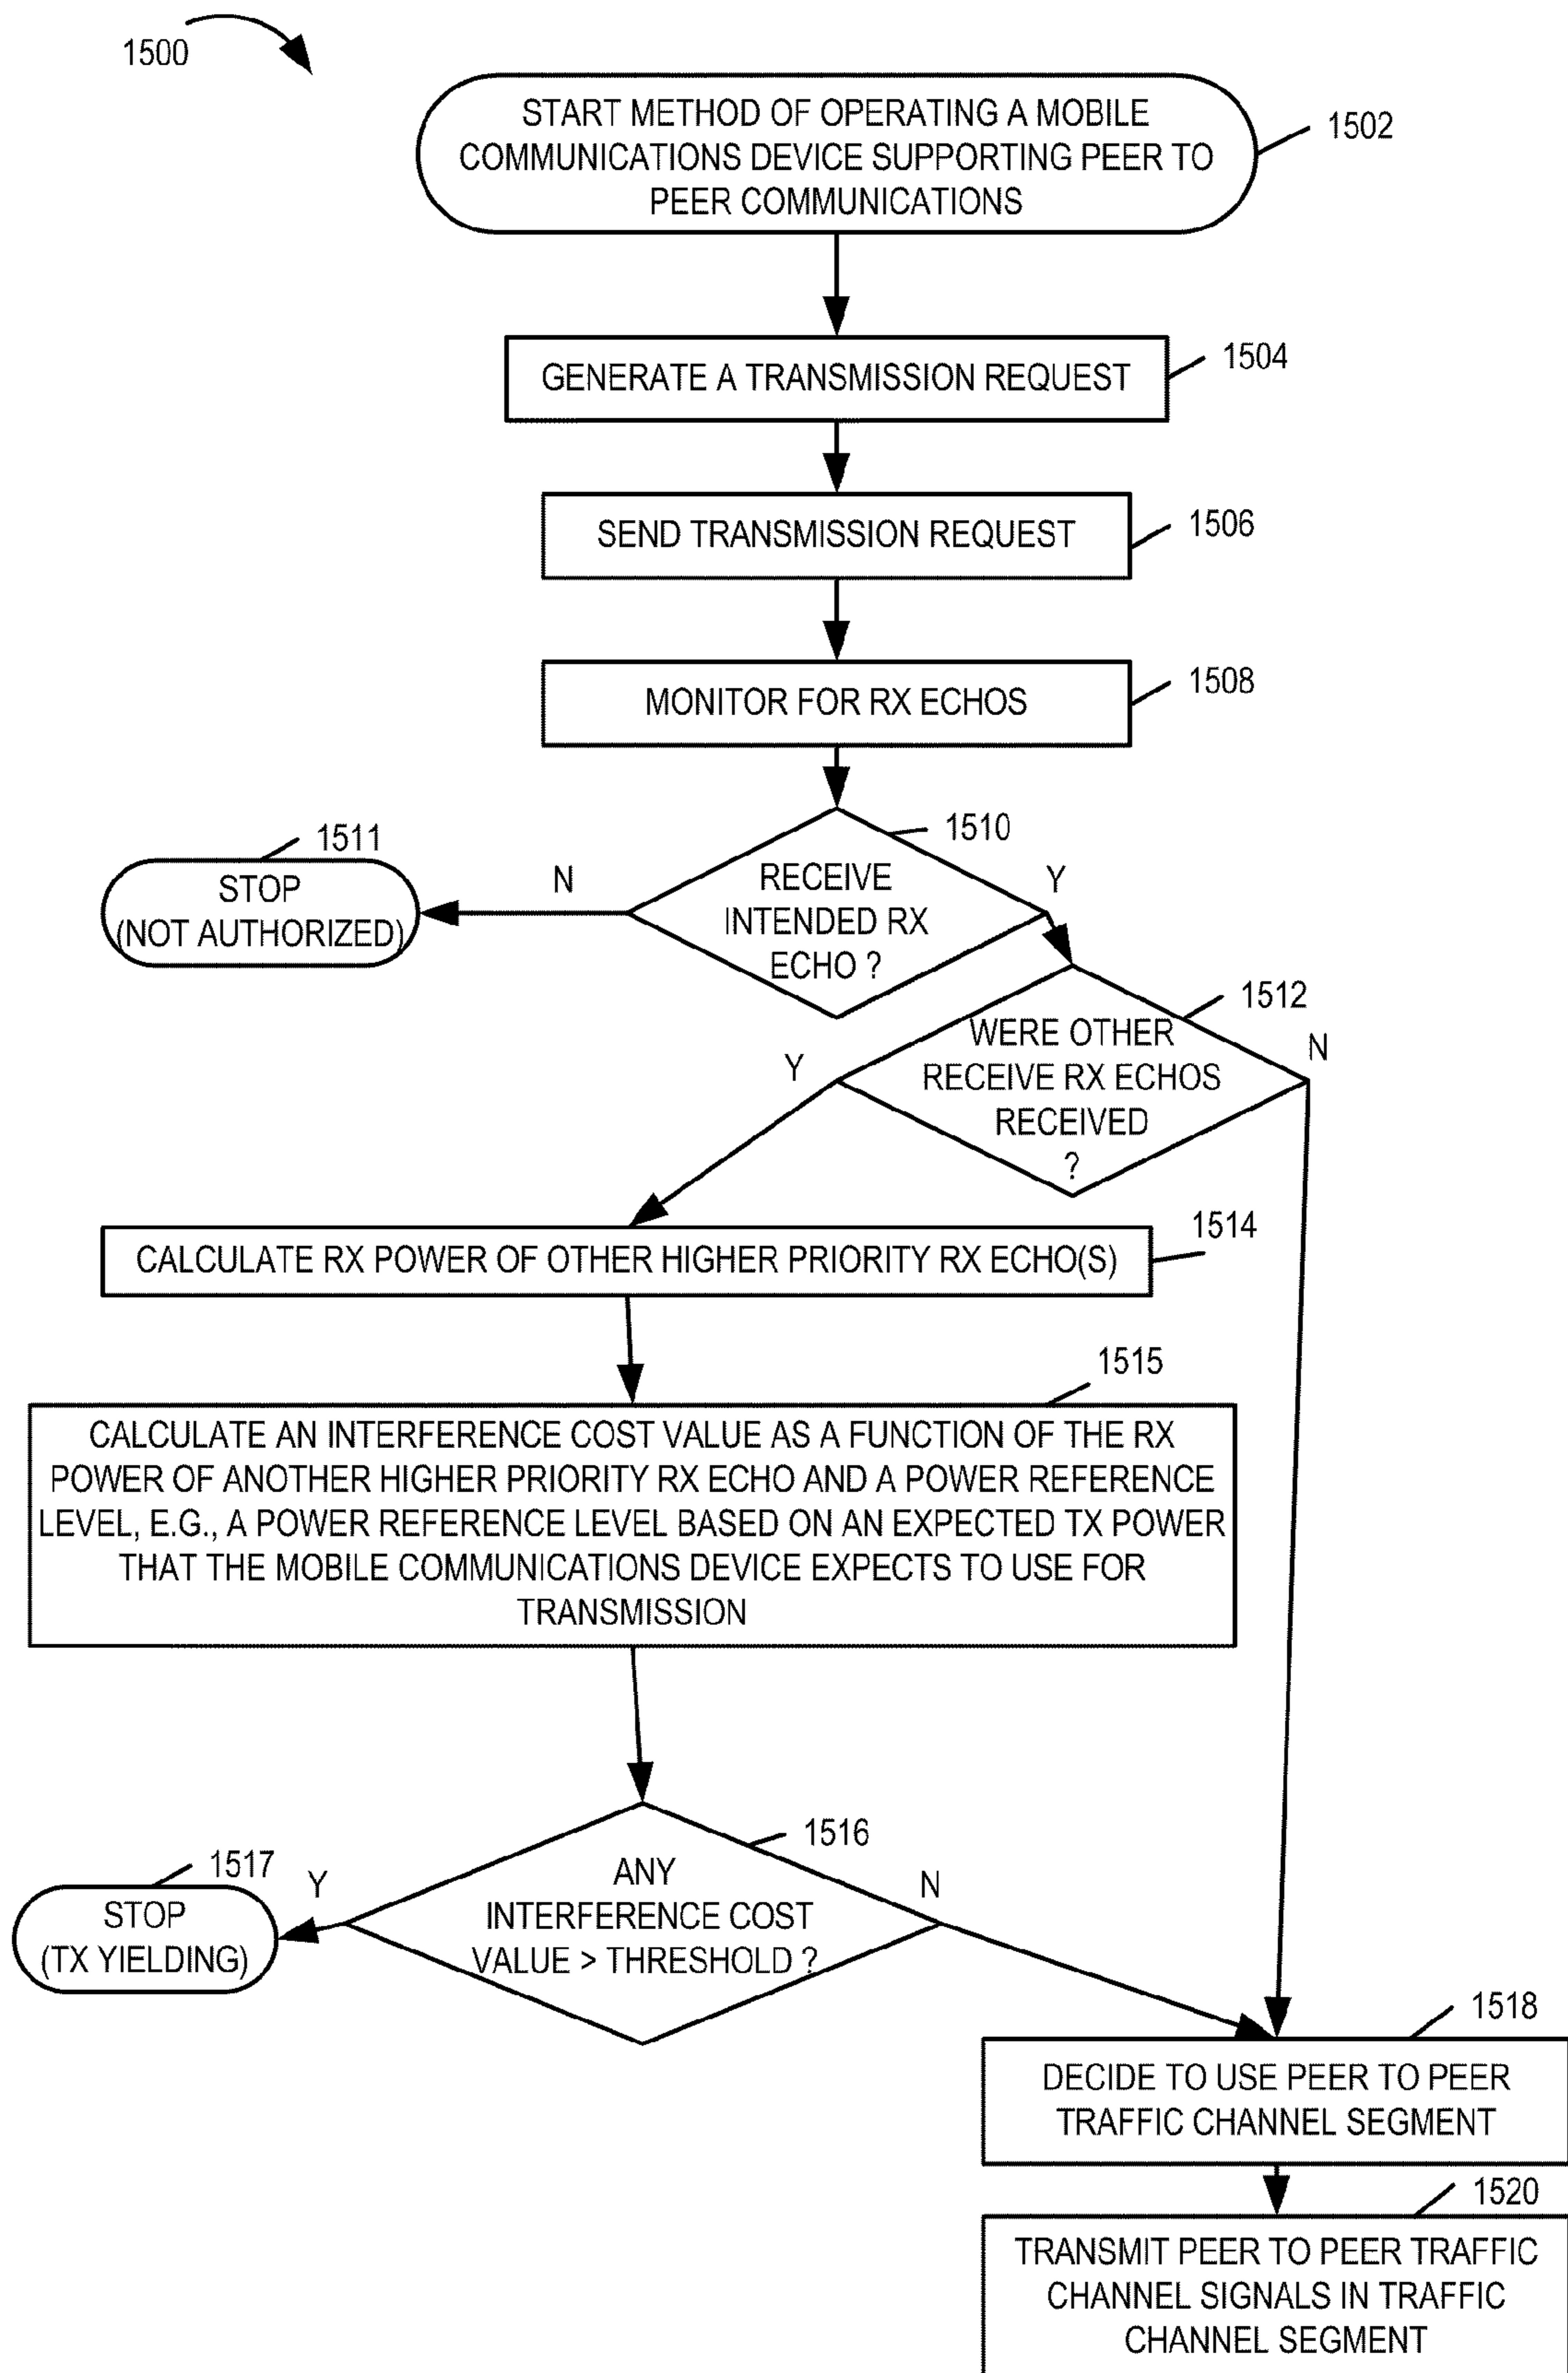 1500
START METHOD OF OPERATING A MOBILE
COMMUNICATIONS DEVICE SUPPORTING PEER TO
PEER COMMUNICATIONS
1502
GENERATE A TRANSMISSION REQUEST
1504
SEND TRANSMISSION REQUEST
1506
MONITOR FOR RX ECHOS
1508
1510
RECEIVE
INTENDED RX
ECHO ?
N
Y
1511
STOP
(NOT AUTHORIZED)
1512
WERE OTHER
RECEIVE RX ECHOS
RECEIVED
?
Y
N
1514
CALCULATE RX POWER OF OTHER HIGHER PRIORITY RX ECHO(S)
1515
CALCULATE AN INTERFERENCE COST VALUE AS A FUNCTION OF THE RX
POWER OF ANOTHER HIGHER PRIORITY RX ECHO AND A POWER REFERENCE
LEVEL, E.G., A POWER REFERENCE LEVEL BASED ON AN EXPECTED TX POWER
THAT THE MOBILE COMMUNICATIONS DEVICE EXPECTS TO USE FOR
TRANSMISSION
1516
ANY
INTERFERENCE COST
VALUE > THRESHOLD ?
Y
N
1517
STOP
(TX YIELDING)
1518
DECIDE TO USE PEER TO PEER
TRAFFIC CHANNEL SEGMENT
1520
TRANSMIT PEER TO PEER TRAFFIC
CHANNEL SIGNALS IN TRAFFIC
CHANNEL SEGMENT